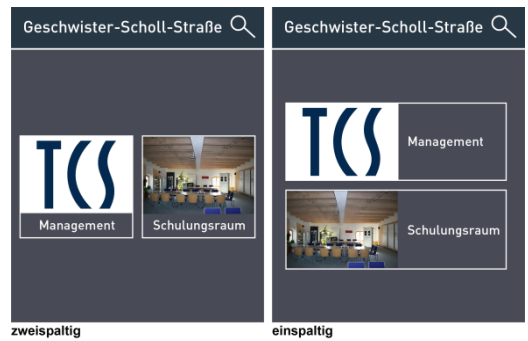 Geschwister-Scholl-Straße
TCS
Management
Schulungsraum
zweispaltig
Geschwister-Scholl-Straße
TCS
Management
Schulungsraum
einspaltig